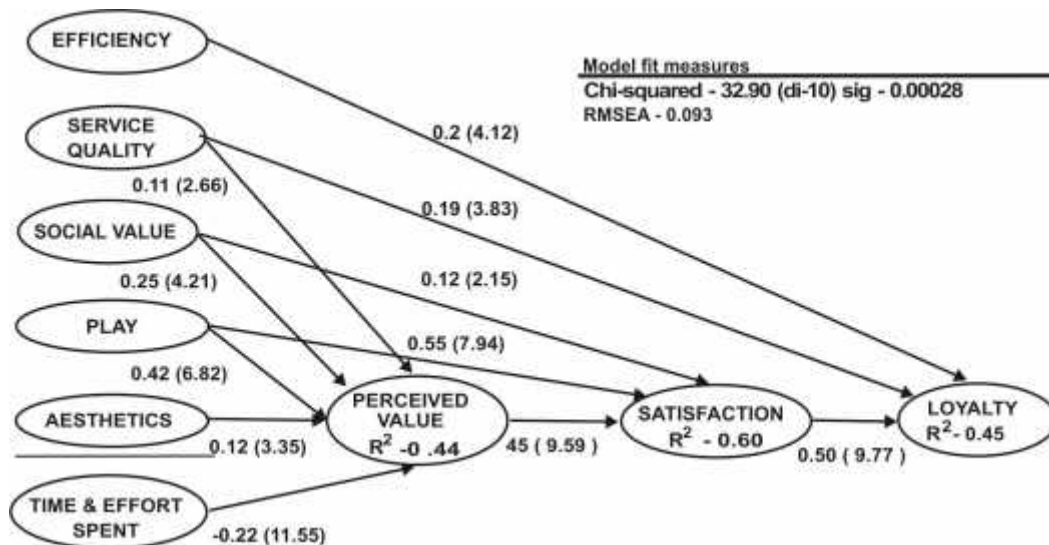 EFFICIENCY
Model fit measures
Chi-squared - 32.90 (di-10) sig - 0.00028
RMSEA - 0.093
SERVICE
QUALITY
0.2 (4.12)
0.11 (2.66)
0.19 (3.83)
SOCIAL VALUE
0.25 (4.21)
0.12 (2.15)
PLAY
0.55 (7.94)
0.42 (6.82)
AESTHETICS
0.12 (3.35)
PERCEIVED
VALUE
R² -0 .44
45 ( 9.59 )
SATISFACTION
R² - 0.60
0.50 ( 9.77 )
LOYALTY
R² - 0.45
TIME & EFFORT
SPENT
-0.22 (11.55)